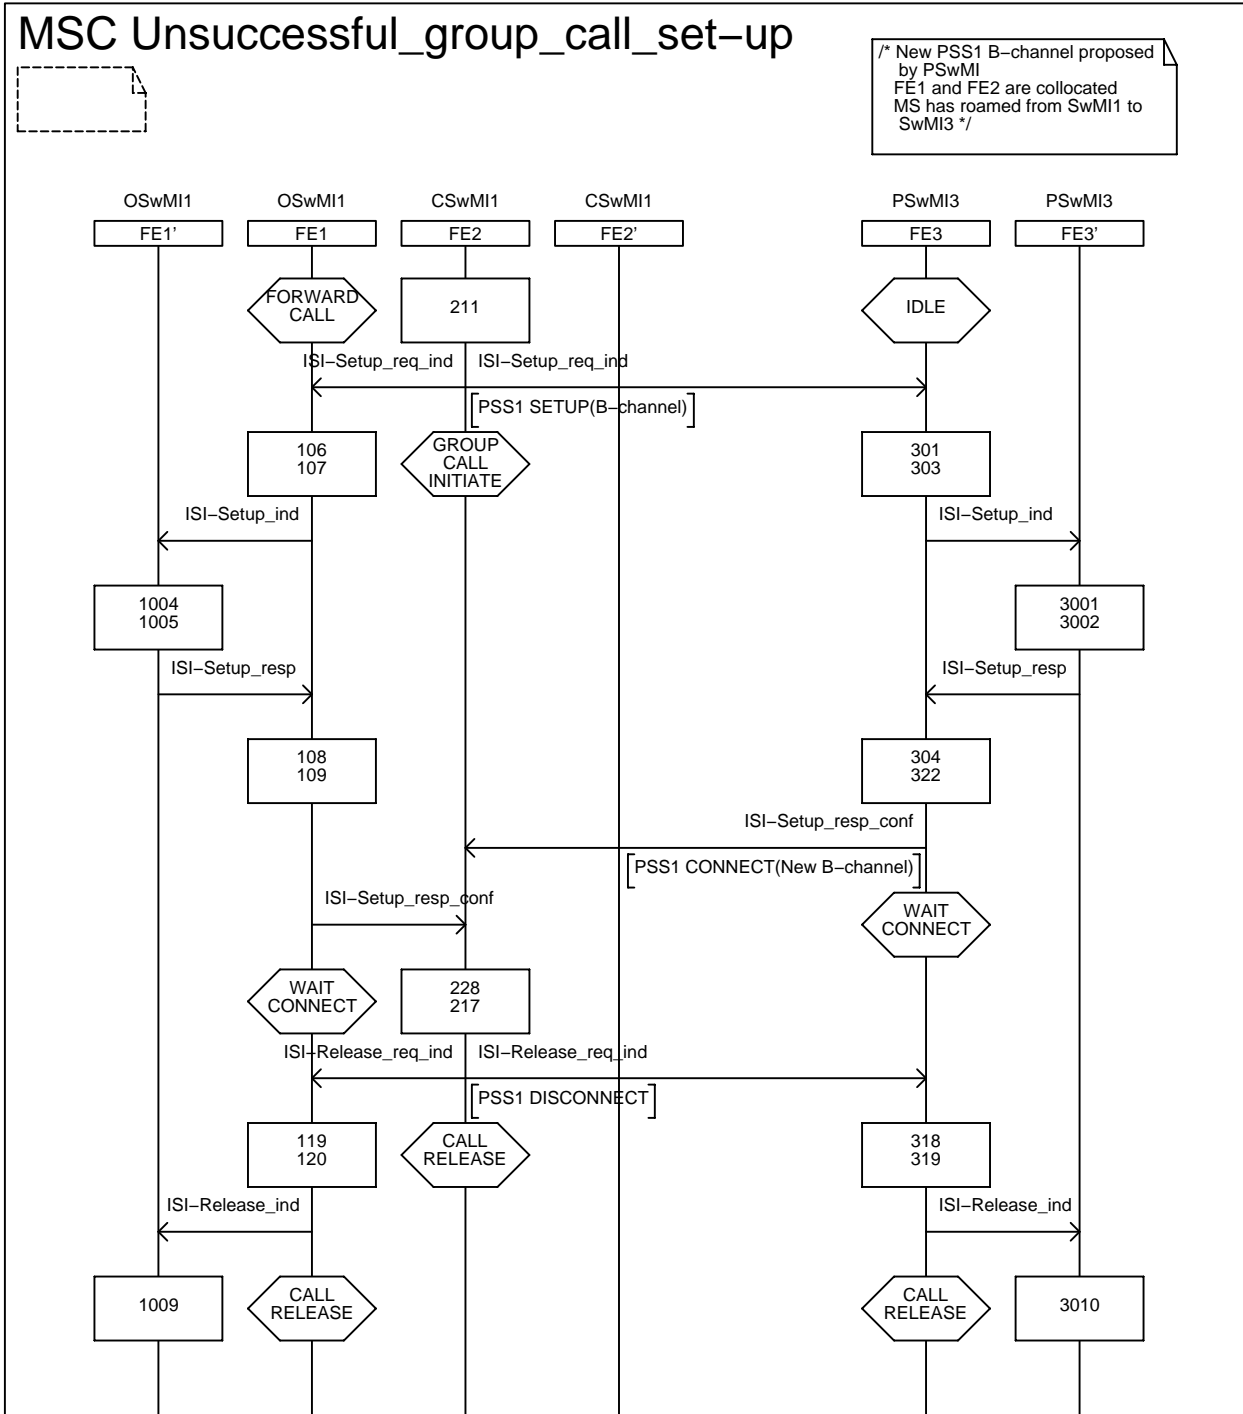 MSC Unsuccessful_group_call_set−up
/* New PSS1 B−channel proposed
by PSwMI
FE1 and FE2 are collocated
MS has roamed from SwMI1 to
SwMI3 */
OSwMI1 OSwMI1 CSwMI1 CSwMI1 PSwMI3 PSwMI3
FE1' FE1 FE2 FE2' FE3 FE3'
FORWARD
CALL
211
IDLE
ISI−Setup_req_ind ISI−Setup_req_ind
PSS1 SETUP(B−channel)
106
107
GROUP
CALL
INITIATE
301
303
ISI−Setup_ind ISI−Setup_ind
1004
1005
3001
3002
ISI−Setup_resp ISI−Setup_resp
108
109
304
322
ISI−Setup_resp_conf
PSS1 CONNECT(New B−channel)
ISI−Setup_resp_conf
WAIT
CONNECT
WAIT
CONNECT
228
217
ISI−Release_req_ind ISI−Release_req_ind
PSS1 DISCONNECT
119
120
CALL
RELEASE
318
319
ISI−Release_ind ISI−Release_ind
1009
CALL
RELEASE
CALL
RELEASE
3010